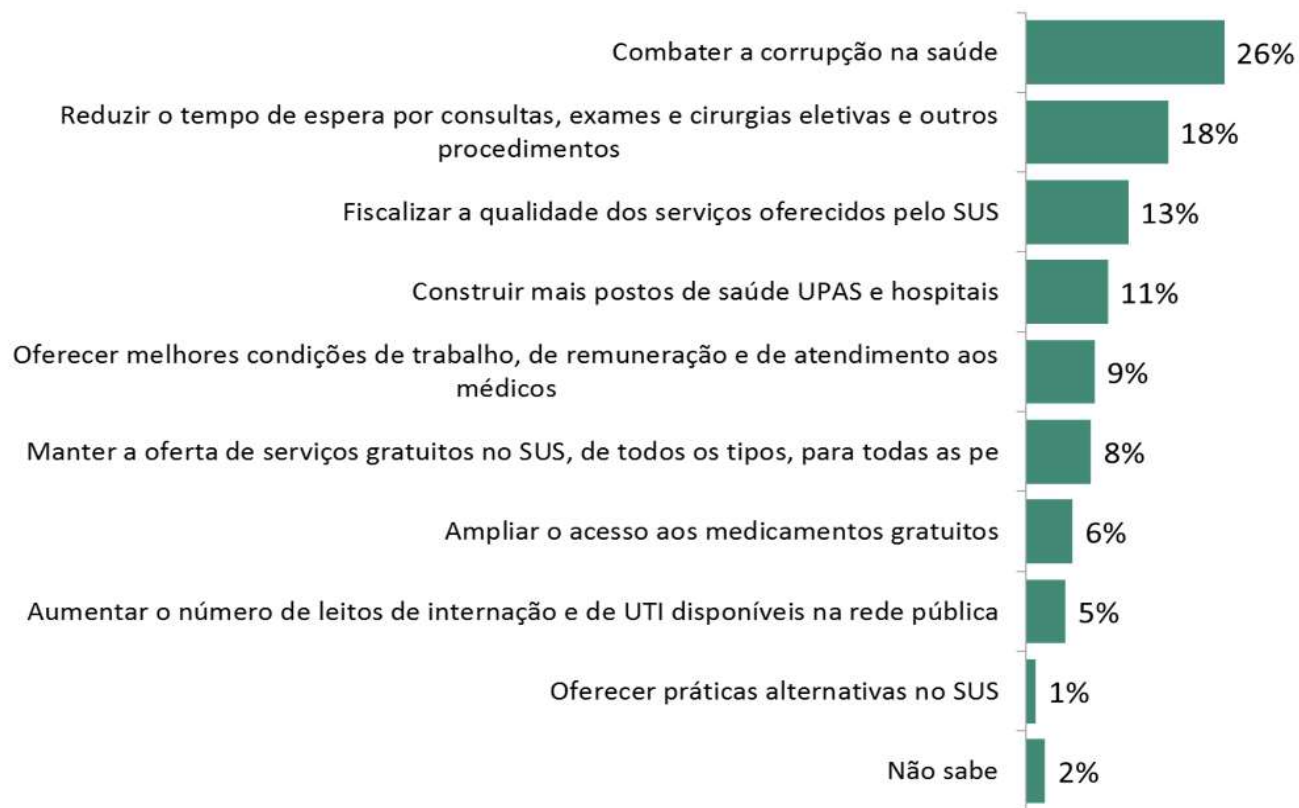 Combater a corrupção na saúde
26%
Reduzir o tempo de espera por consultas, exames e cirurgias eletivas e outros
procedimentos
18%
Fiscalizar a qualidade dos serviços oferecidos pelo SUS
13%
Construir mais postos de saúde UPAS e hospitais
11%
Oferecer melhores condições de trabalho, de remuneração e de atendimento aos
médicos
9%
Manter a oferta de serviços gratuitos no SUS, de todos os tipos, para todas as pe
8%
Ampliar o acesso aos medicamentos gratuitos
6%
Aumentar o número de leitos de internação e de UTI disponíveis na rede pública
5%
Oferecer práticas alternativas no SUS
1%
Não sabe
2%